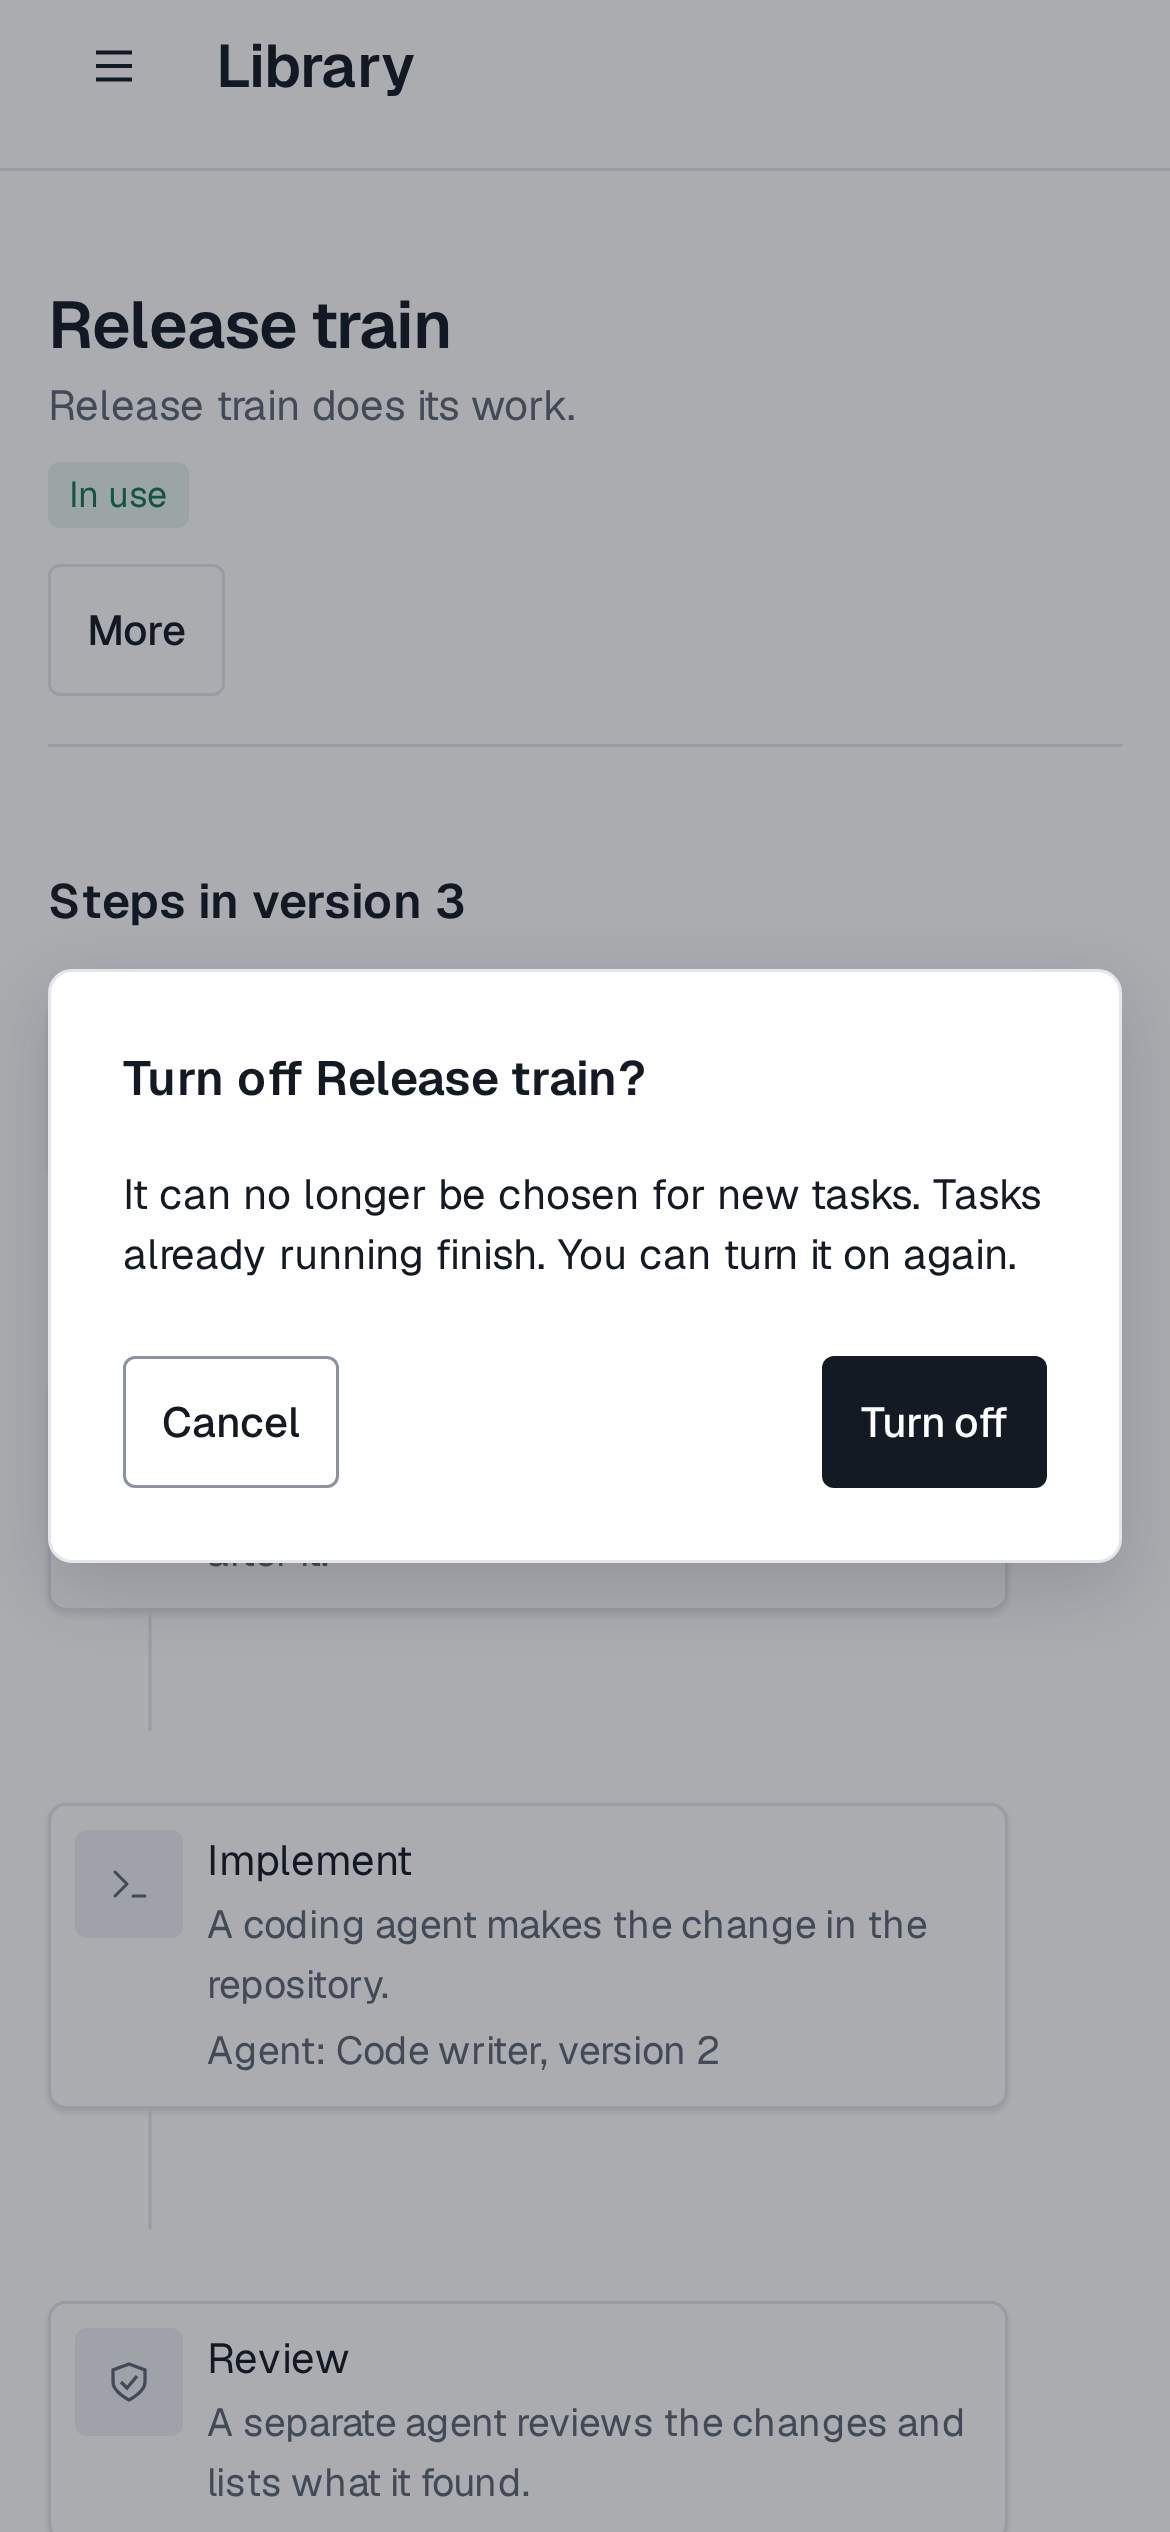 Library
Release train
Release train does its work.
In use
More
Steps in version 3
Turn off Release train?
It can no longer be chosen for new tasks. Tasks
already running finish. You can turn it on again.
Cancel
Turn off
Implement
A coding agent makes the change in the
repository.
Agent: Code writer, version 2
Review
A separate agent reviews the changes and
lists what it found.